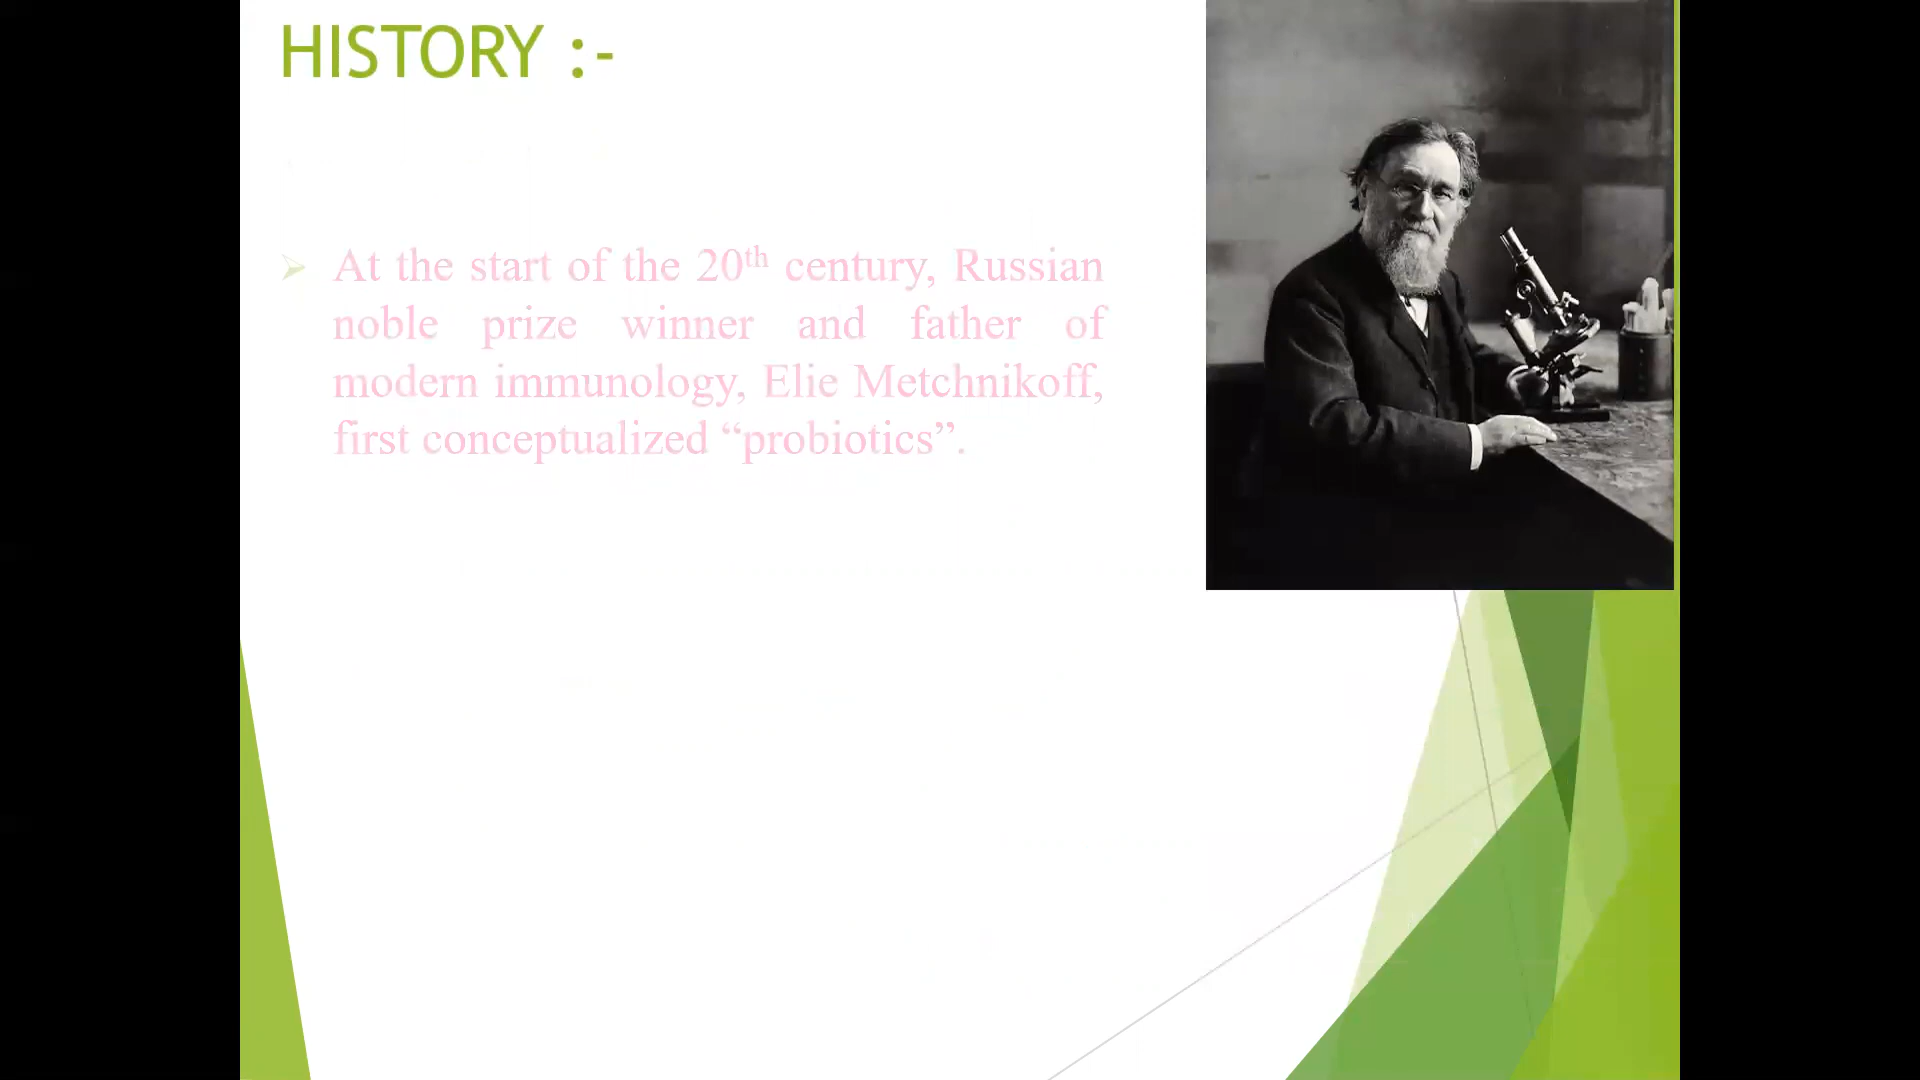 HISTORY :-
➢ At the start of the 20th century, Russian
noble prize winner and father of
modern immunology, Elie Metchnikoff,
first conceptualized “probiotics”.